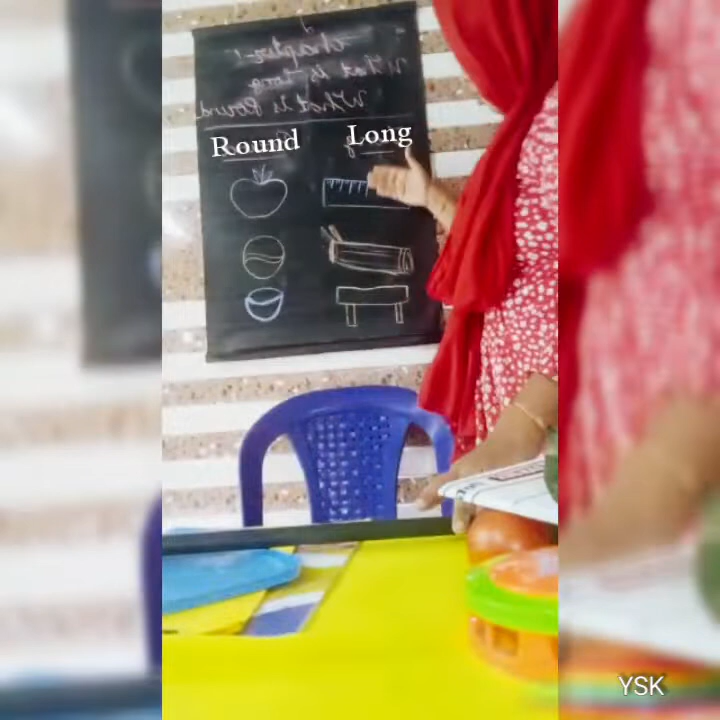 Chapter-1
What is Long
What is Round
Round Long
YSK